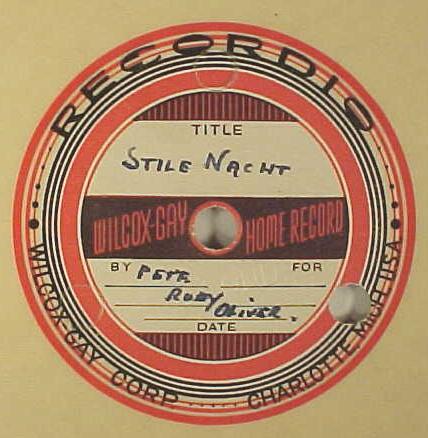 RECORDIO
TITLE
STILE NACHT
WILCOX-GAY HOME RECORD
BY PETE FOR
RUBY OLIVER.
DATE
WILCOX-GAY CORP. ..... CHARLOTTE, MICH., USA